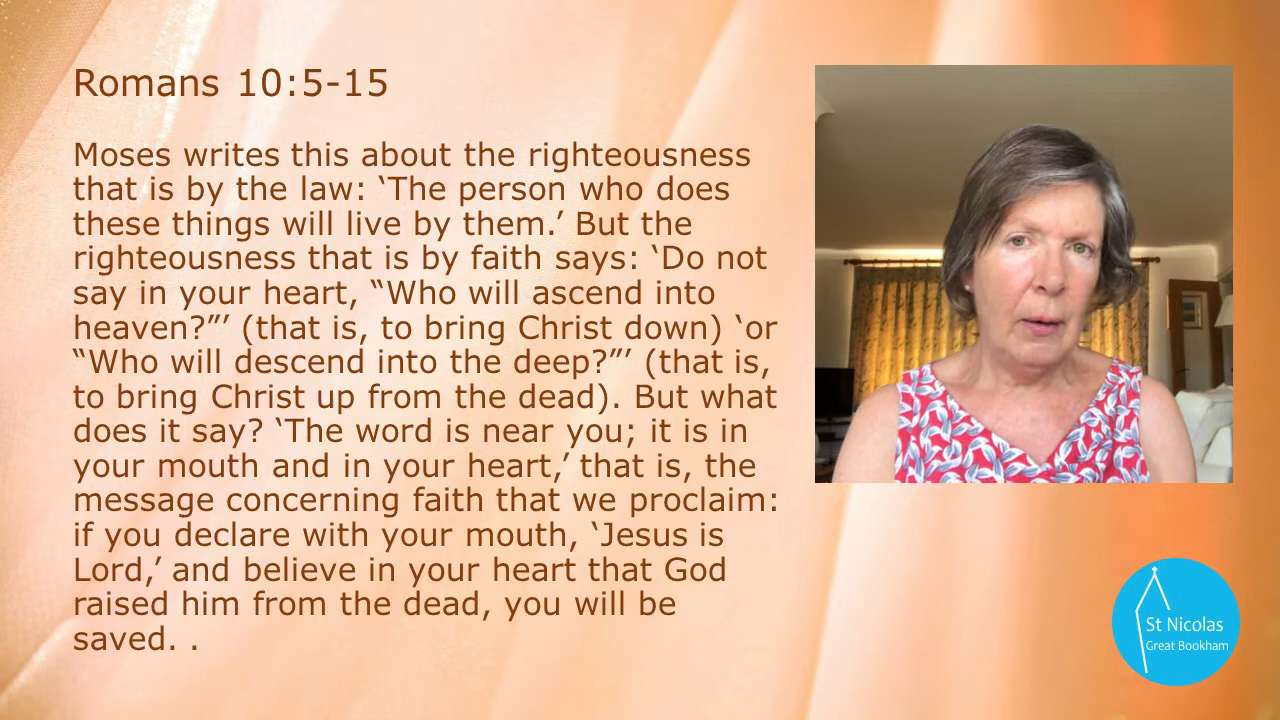 Romans 10:5-15
Moses writes this about the righteousness
that is by the law: ‘The person who does
these things will live by them.’ But the
righteousness that is by faith says: ‘Do not
say in your heart, “Who will ascend into
heaven?”’ (that is, to bring Christ down) ‘or
“Who will descend into the deep?”’ (that is,
to bring Christ up from the dead). But what
does it say? ‘The word is near you; it is in
your mouth and in your heart,’ that is, the
message concerning faith that we proclaim:
if you declare with your mouth, ‘Jesus is
Lord,’ and believe in your heart that God
raised him from the dead, you will be
saved. .
St Nicolas
Great Bookham